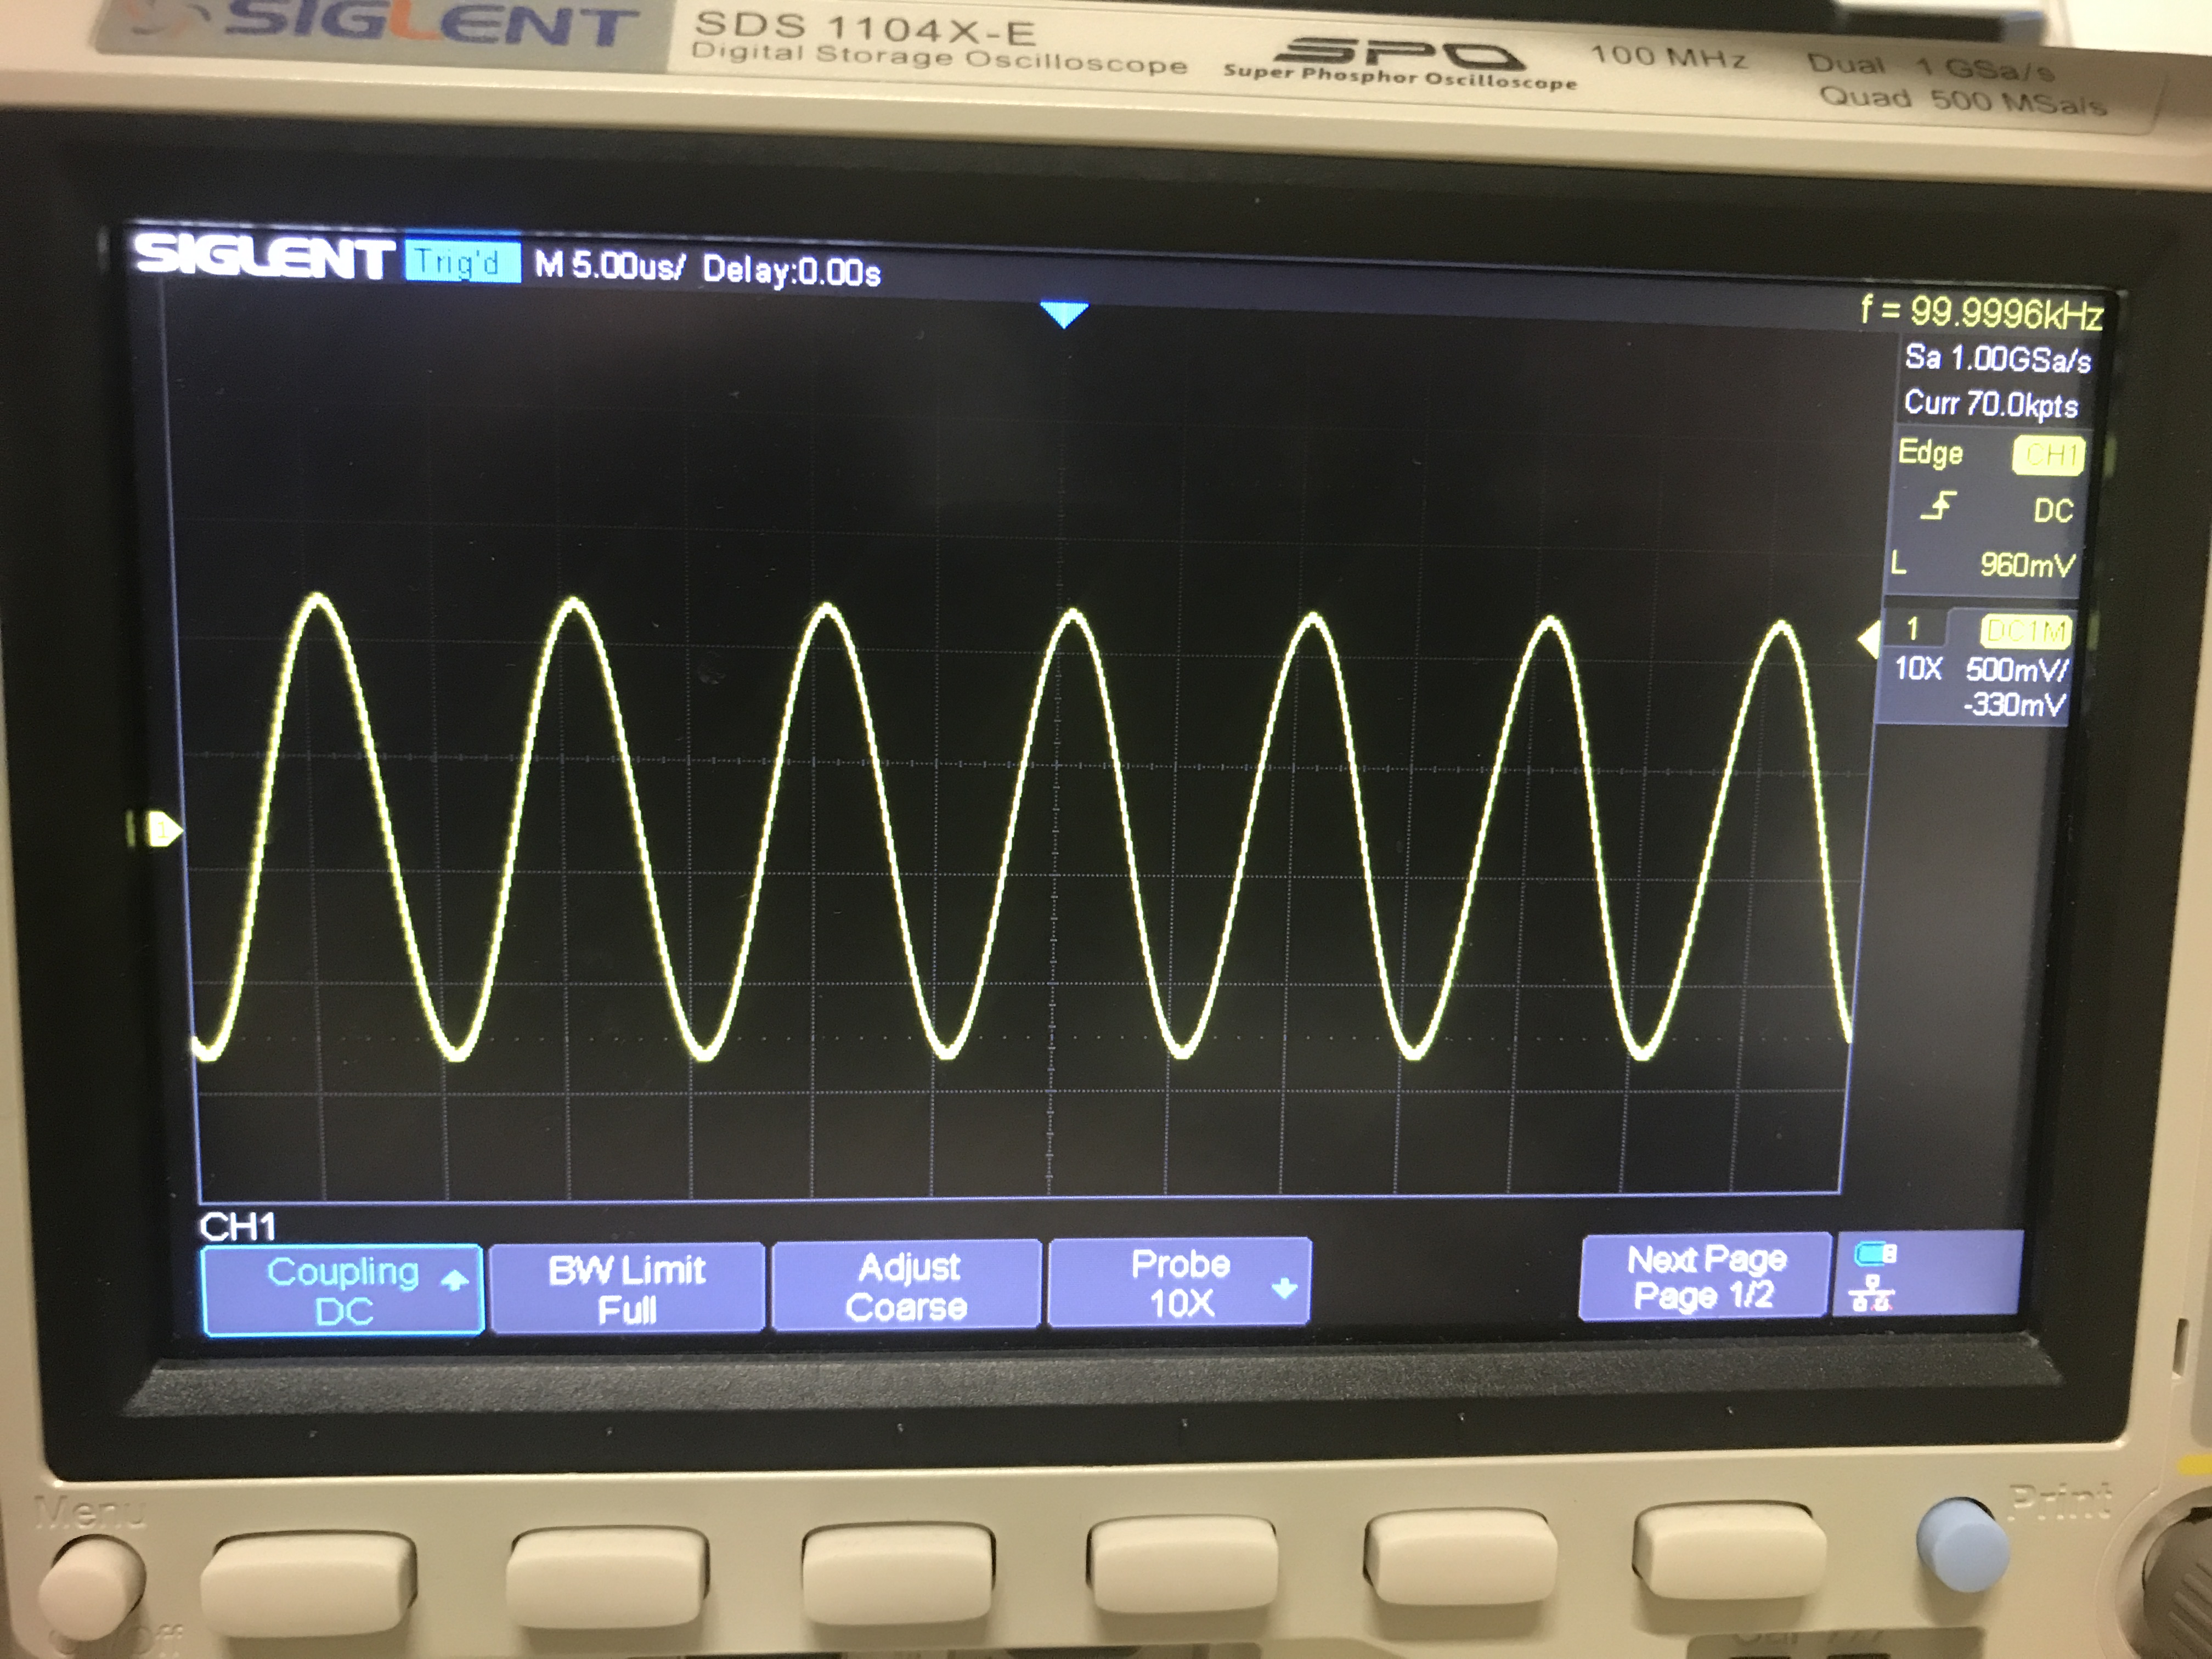 SIGLENT
SDS 1104X-E
Digital Storage Oscilloscope
SPO
Super Phosphor Oscilloscope
100 MHz
Dual 1 GSa/s
Quad 500 MSa/s
SIGLENT Trig'd M 5.00us/ Delay:0.00s
f = 99.9996kHz
Sa 1.00GSa/s
Curr 70.0kpts
Edge CH1
DC
L 960mV
1 DC1M
10X 500mV/
-330mV
1
CH1
Coupling
DC
BW Limit
Full
Adjust
Coarse
Probe
10X
Next Page
Page 1/2
Menu
Print